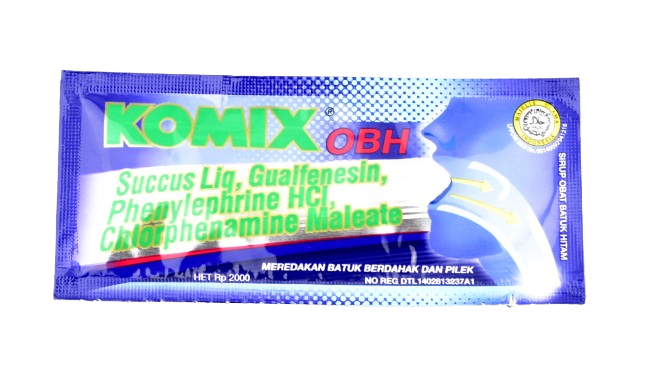 KOMIX®
OBH
Succus Liq, Guaifenesin,
Phenylephrine HCl,
Chlorphenamine Maleate
MEREDAKAN BATUK BERDAHAK DAN PILEK
HET Rp 2000
NO REG DTL1402813237A1
SIRUP OBAT BATUK HITAM